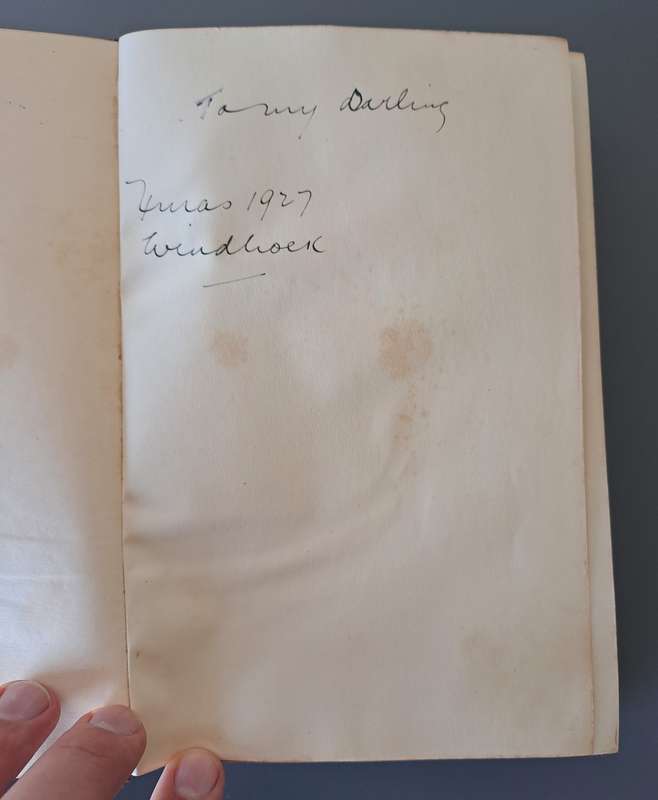 To my Darling
Xmas 1927
Windhoek